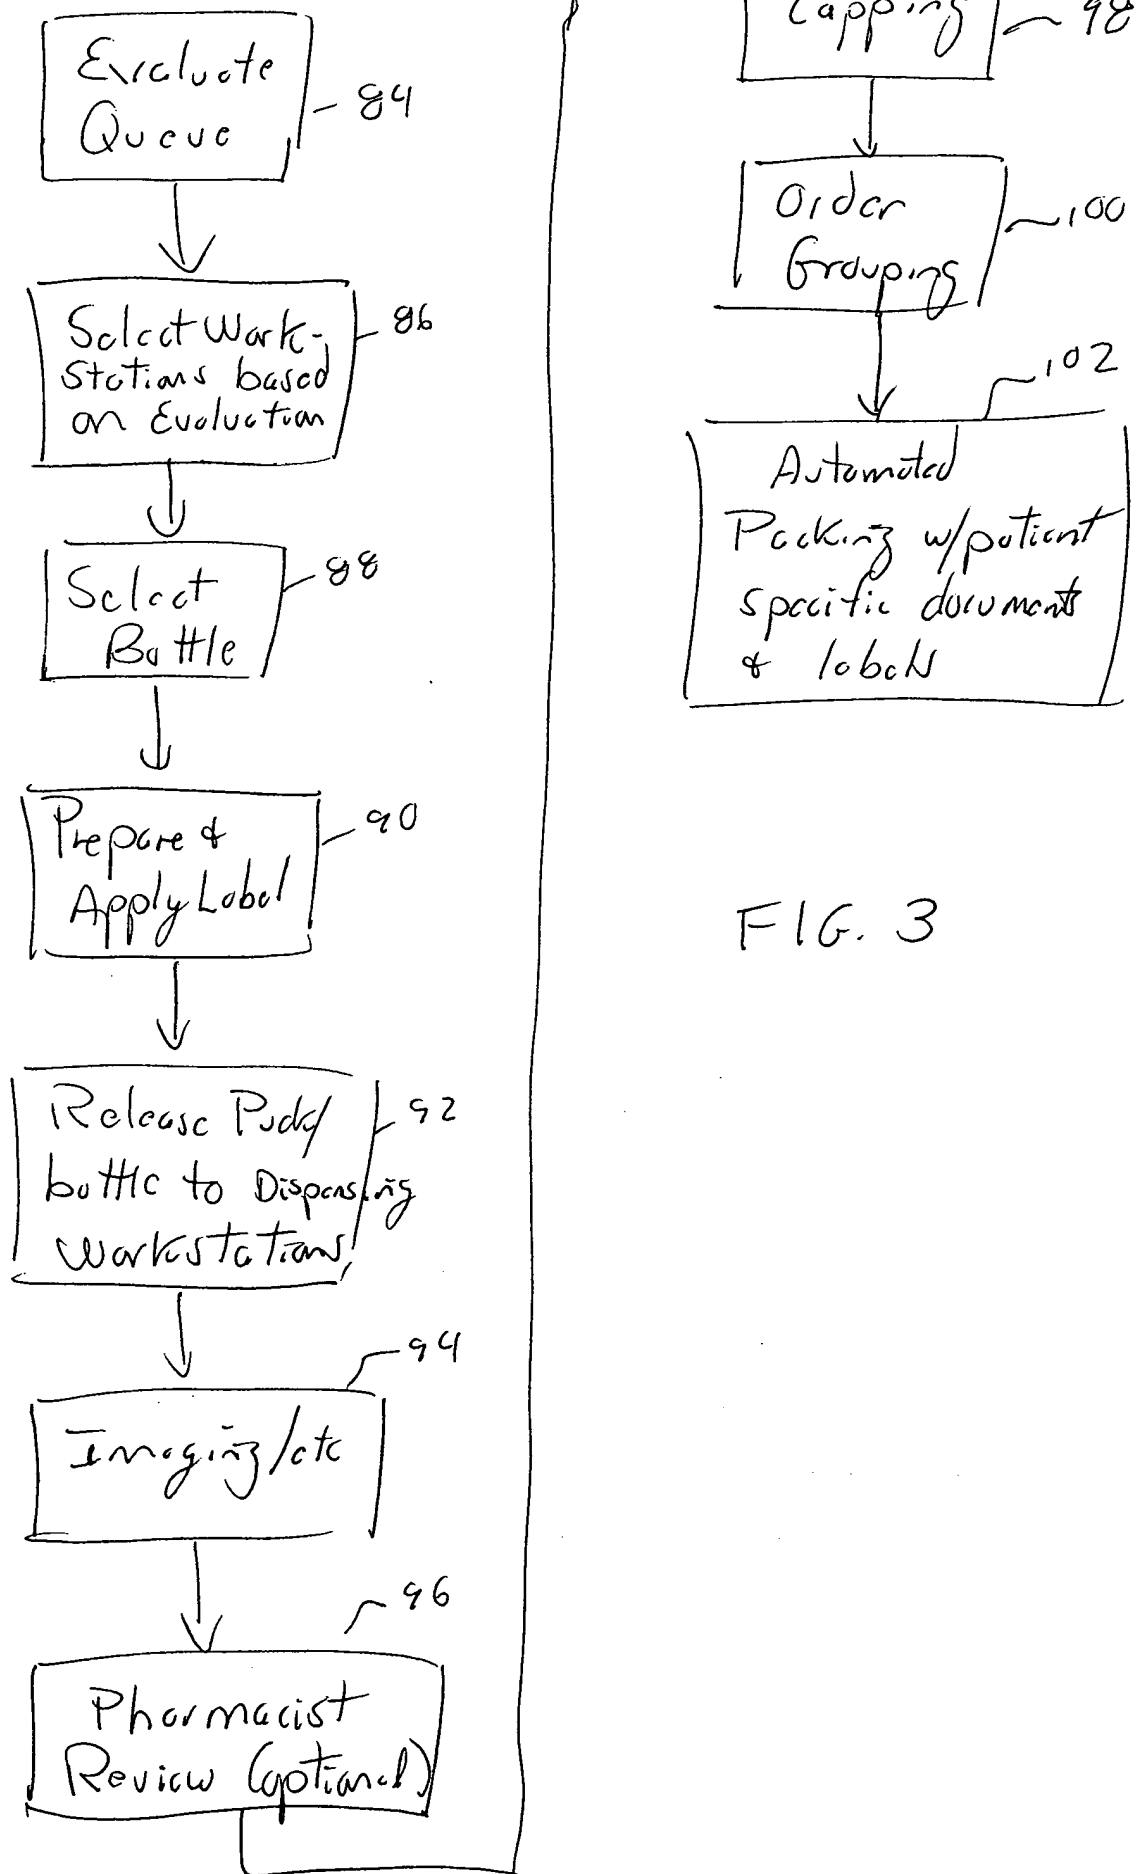 Evaluate
Queue
84
Select Work-
Stations based
on Evaluation
86
Select
Bottle
88
Prepare &
Apply Label
90
Release Puck/
bottle to Dispensing
Workstations
92
Imaging/etc
94
Pharmacist
Review (optional)
96
Capping
98
Order
Grouping
100
Automated
Packing w/patient
specific documents
& labels
102
FIG. 3